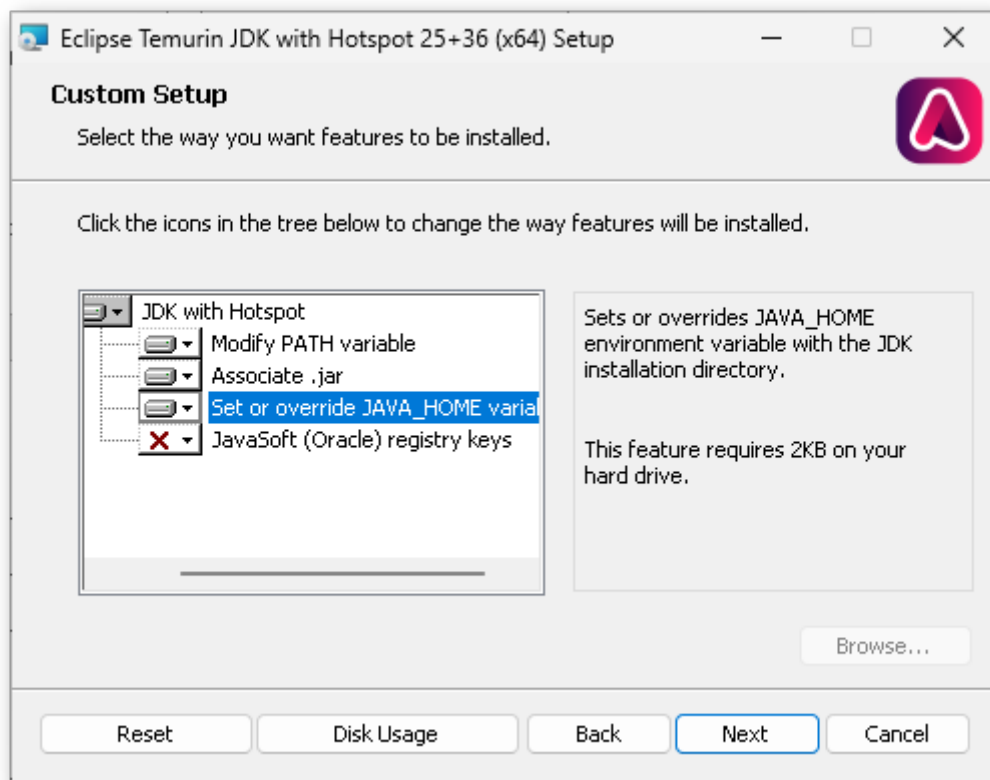 Eclipse Temurin JDK with Hotspot 25+36 (x64) Setup
Custom Setup
Select the way you want features to be installed.
Click the icons in the tree below to change the way features will be installed.
JDK with Hotspot
Modify PATH variable
Associate .jar
Set or override JAVA_HOME varial
JavaSoft (Oracle) registry keys
Sets or overrides JAVA_HOME
environment variable with the JDK
installation directory.
This feature requires 2KB on your
hard drive.
Browse...
Reset
Disk Usage
Back
Next
Cancel